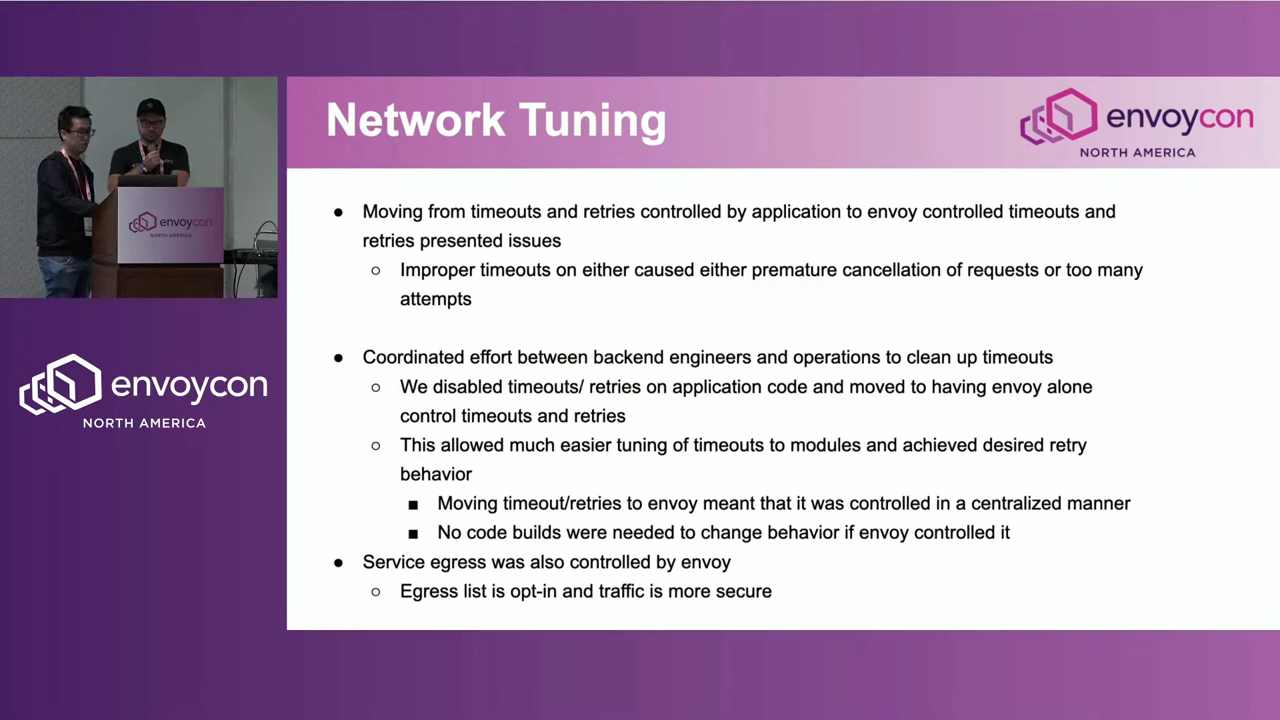 Network Tuning
envoycon
NORTH AMERICA
● Moving from timeouts and retries controlled by application to envoy controlled timeouts and
retries presented issues
○ Improper timeouts on either caused either premature cancellation of requests or too many
attempts
● Coordinated effort between backend engineers and operations to clean up timeouts
○ We disabled timeouts/ retries on application code and moved to having envoy alone
control timeouts and retries
○ This allowed much easier tuning of timeouts to modules and achieved desired retry
behavior
■ Moving timeout/retries to envoy meant that it was controlled in a centralized manner
■ No code builds were needed to change behavior if envoy controlled it
● Service egress was also controlled by envoy
○ Egress list is opt-in and traffic is more secure
envoycon
NORTH AMERICA
envoycon
NORTH AMERICA